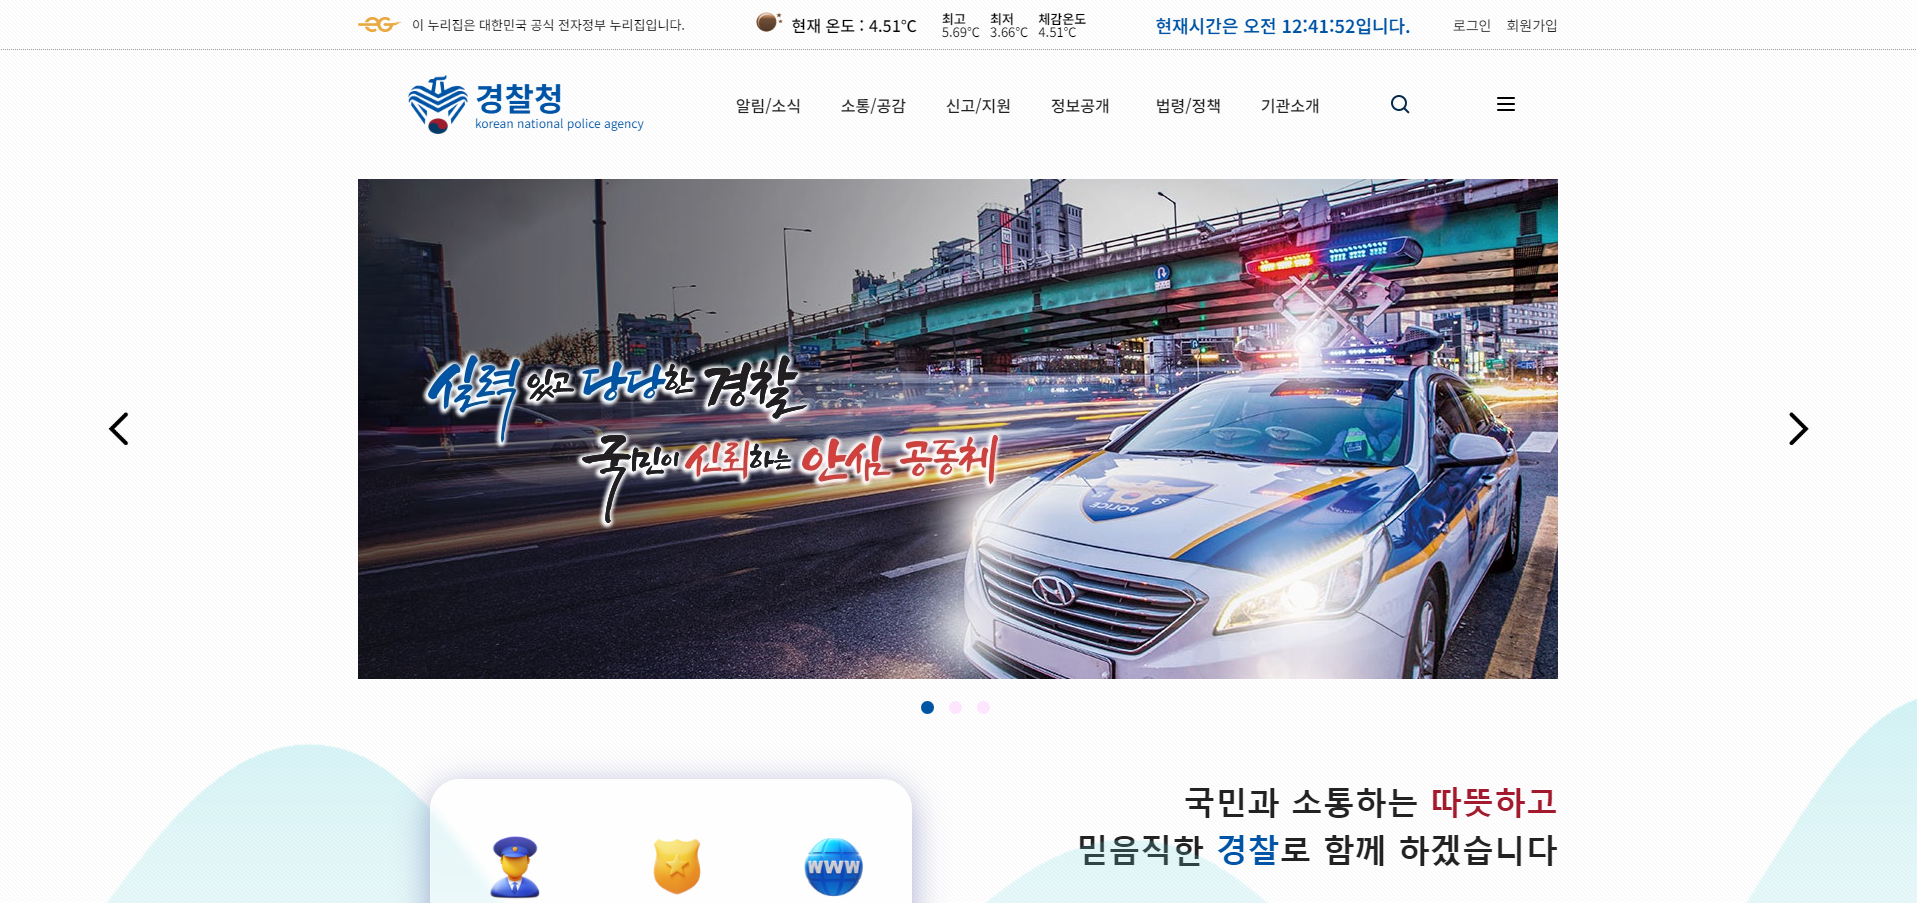 이 누리집은 대한민국 공식 전자정부 누리집입니다.
현재 온도 : 4.51℃
최고 최저 체감온도
5.69℃ 3.66℃ 4.51℃
현재시간은 오전 12:41:52입니다.
로그인 회원가입
경찰청
korean national police agency
알림/소식 소통/공감 신고/지원 정보공개 법령/정책 기관소개
실력 있고 당당한 경찰
국민이 신뢰하는 안심 공동체
POLICE
WWW
국민과 소통하는 따뜻하고
믿음직한 경찰로 함께 하겠습니다